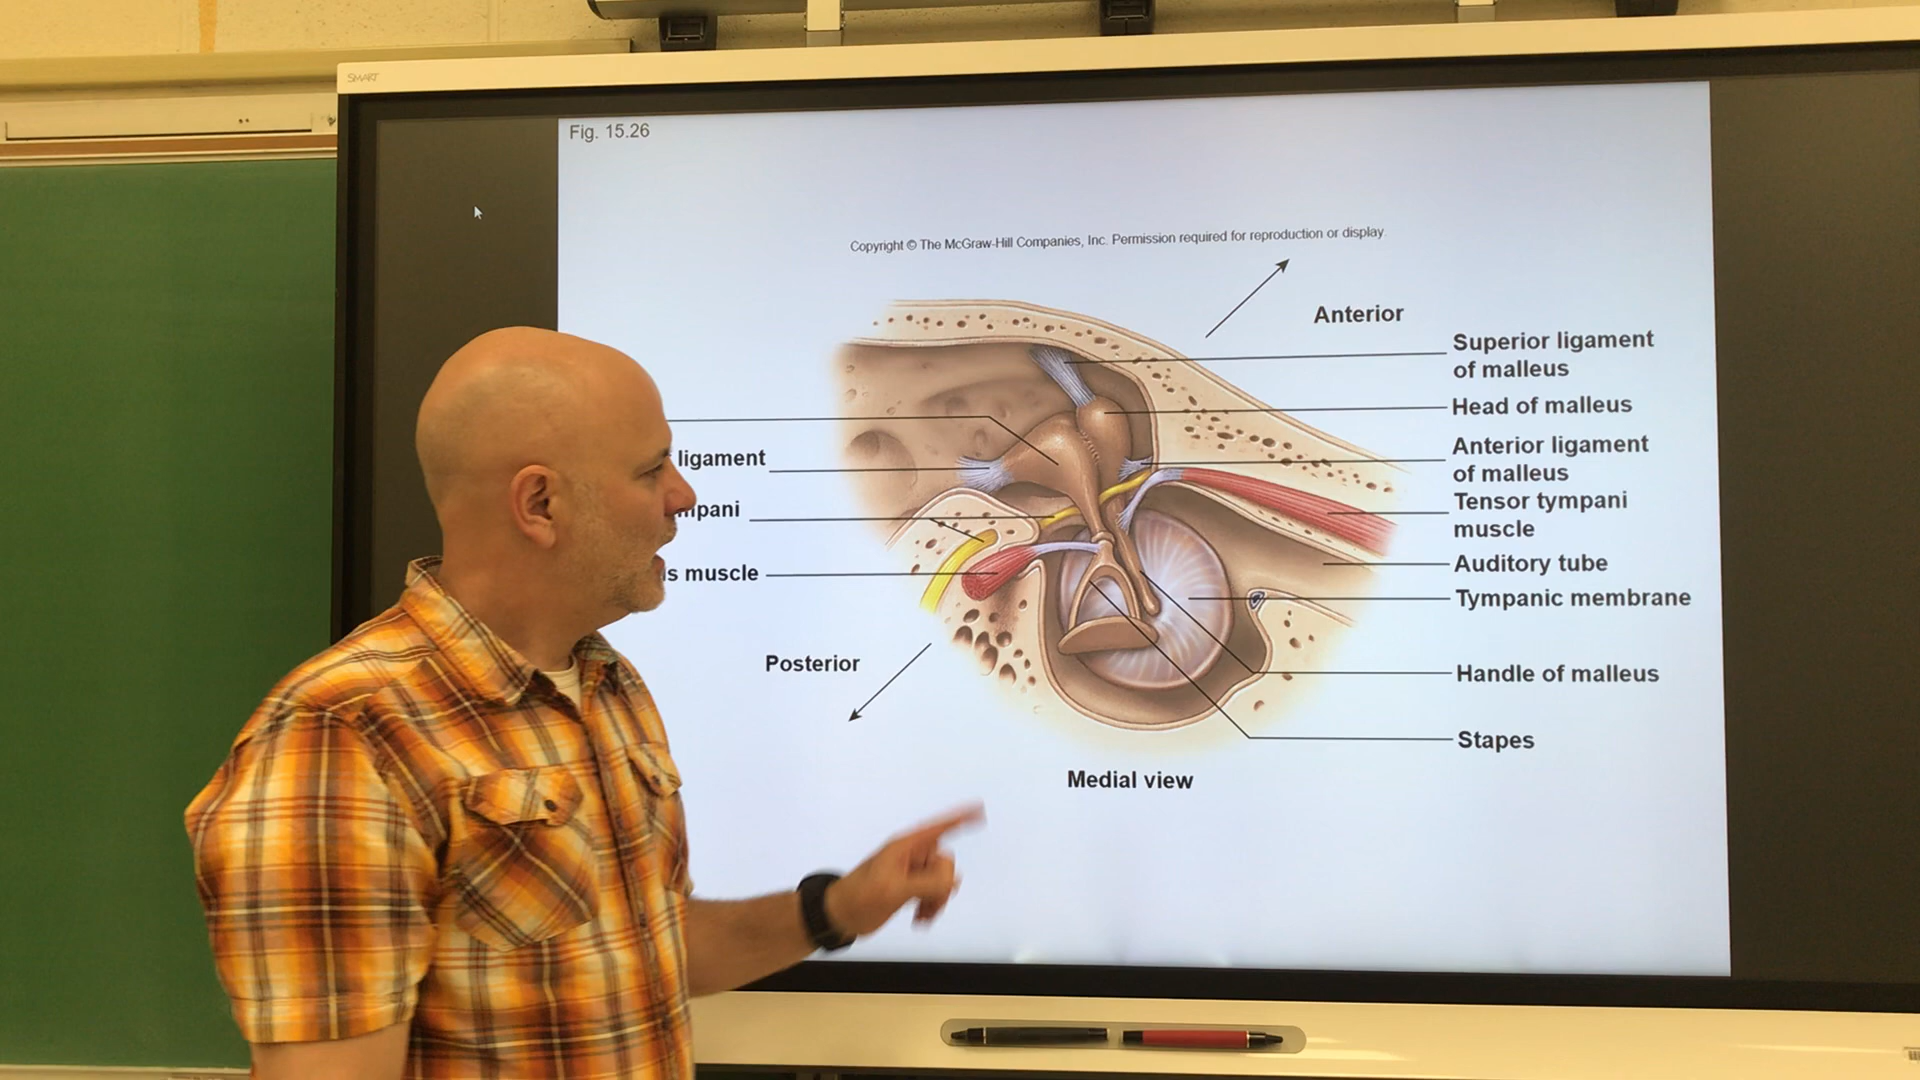 SMART
Fig. 15.26
Copyright © The McGraw-Hill Companies, Inc. Permission required for reproduction or display.
Anterior
Superior ligament
of malleus
Head of malleus
ligament
Anterior ligament
of malleus
Tensor tympani
muscle
mpani
Auditory tube
s muscle
Tympanic membrane
Posterior
Handle of malleus
Stapes
Medial view